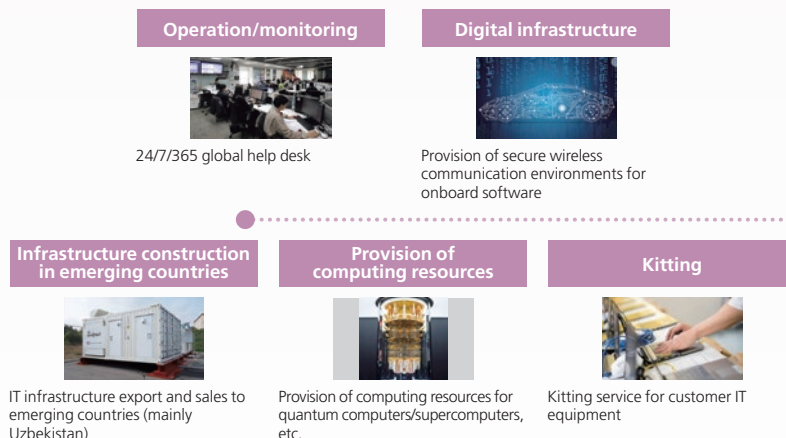 Operation/monitoring
Digital infrastructure
24/7/365 global help desk
Provision of secure wireless
communication environments for
onboard software
Infrastructure construction
in emerging countries
Provision of
computing resources
Kitting
IT infrastructure export and sales to
emerging countries (mainly
Uzbekistan)
Provision of computing resources for
quantum computers/supercomputers,
etc.
Kitting service for customer IT
equipment